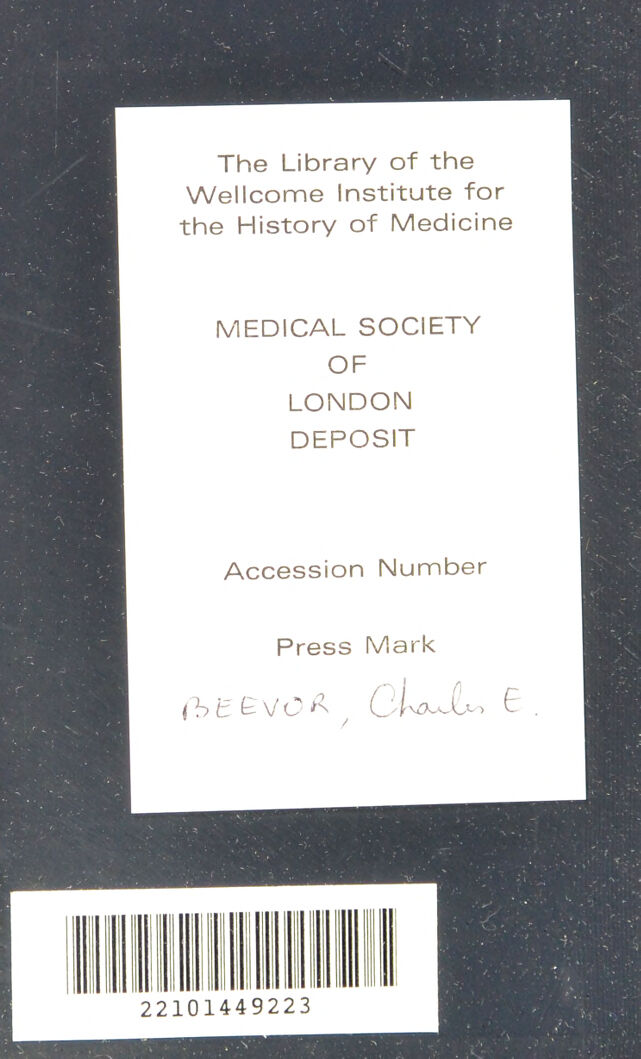 The Library of the
Wellcome Institute for
the History of Medicine
MEDICAL SOCIETY
OF
LONDON
DEPOSIT
Accession Number
Press Mark
BEEVOR, Charles E.
22101449223